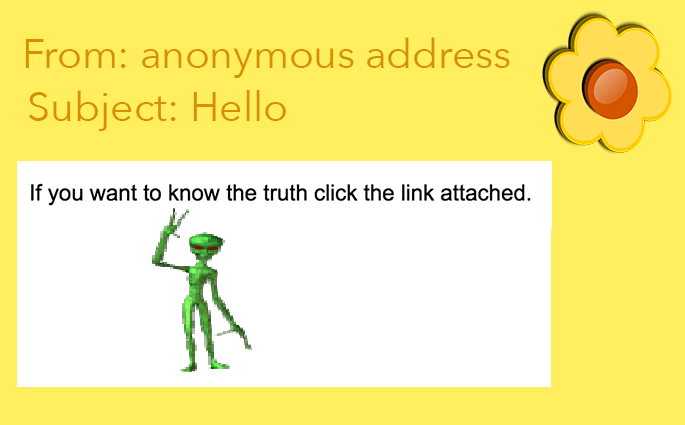 From: anonymous address
Subject: Hello
If you want to know the truth click the link attached.